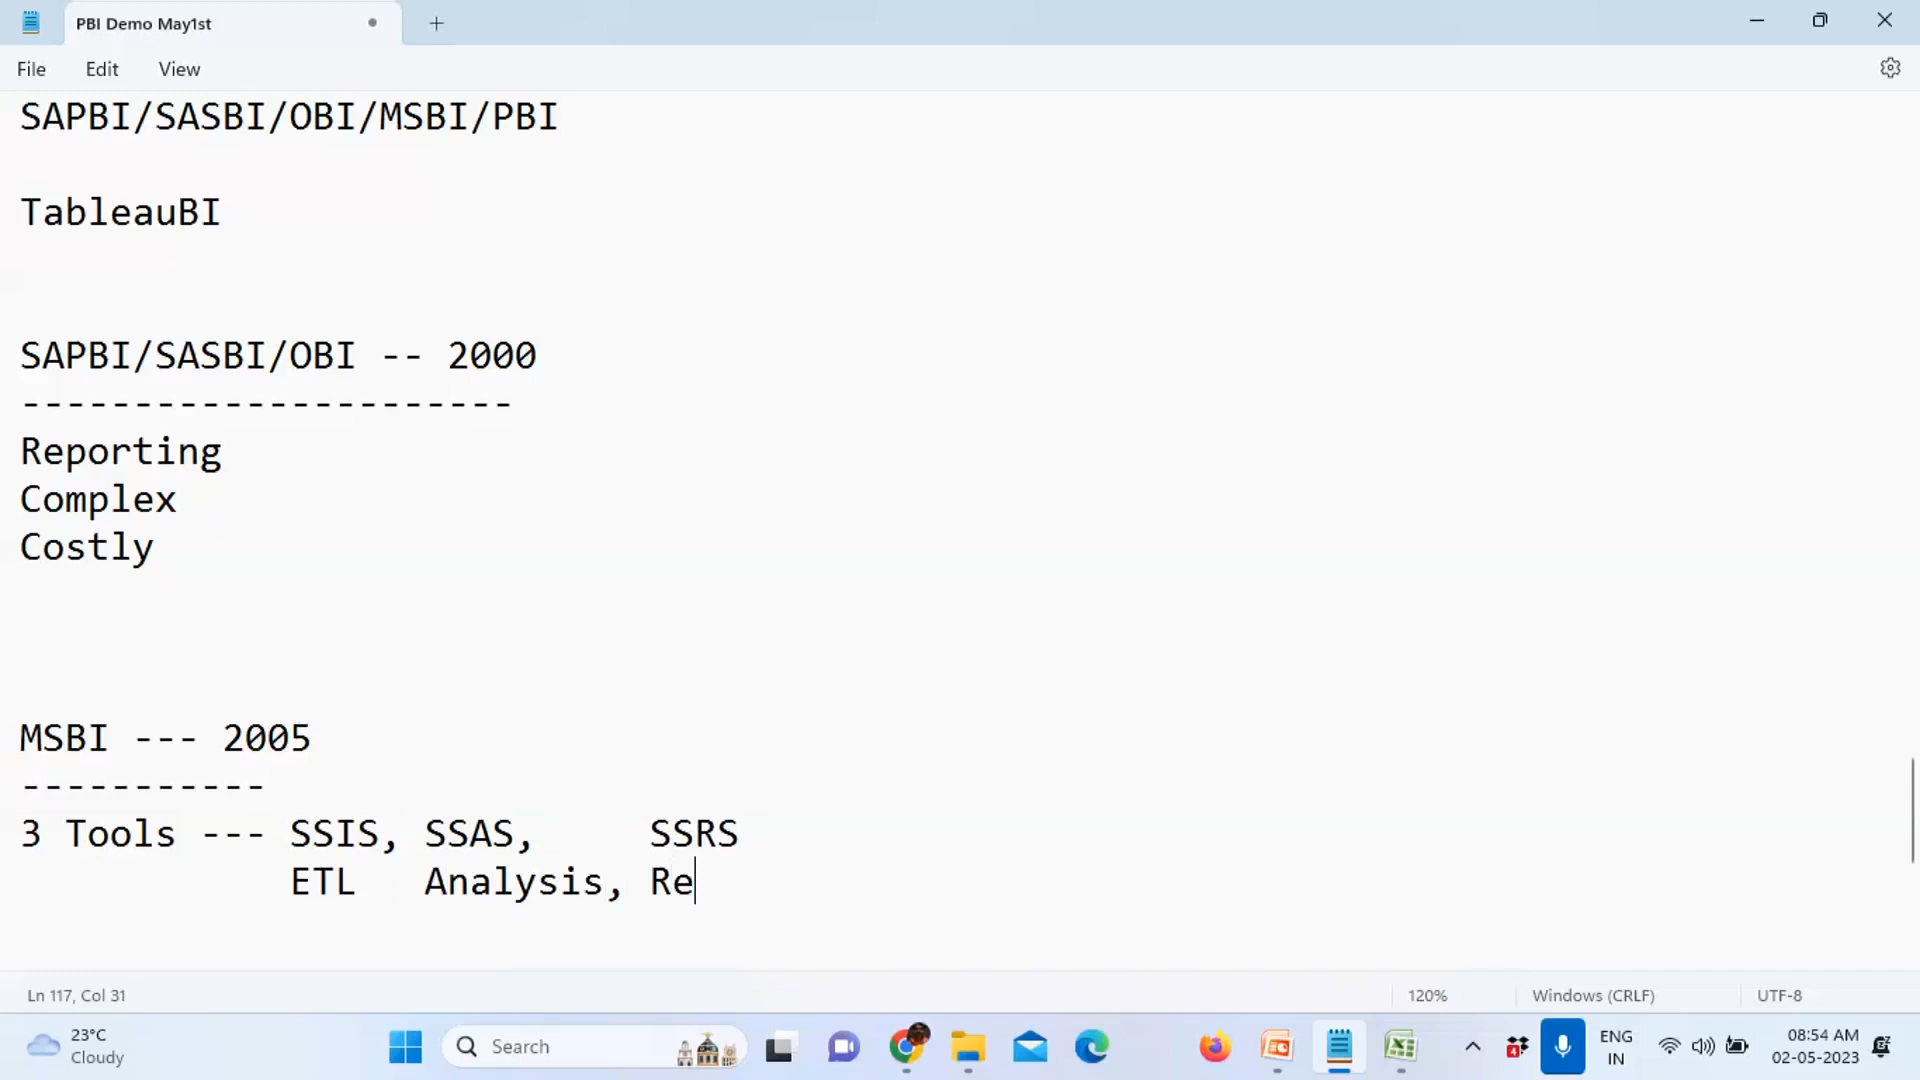 PBI Demo May1st
File Edit View
SAPBI/SASBI/OBI/MSBI/PBI
TableauBI
SAPBI/SASBI/OBI -- 2000
----------------------
Reporting
Complex
Costly
MSBI --- 2005
-----------
3 Tools --- SSIS, SSAS, SSRS
ETL Analysis, Re
Ln 117, Col 31
120%
Windows (CRLF)
UTF-8
23°C
Cloudy
Search
4
ENG
IN
08:54 AM
02-05-2023